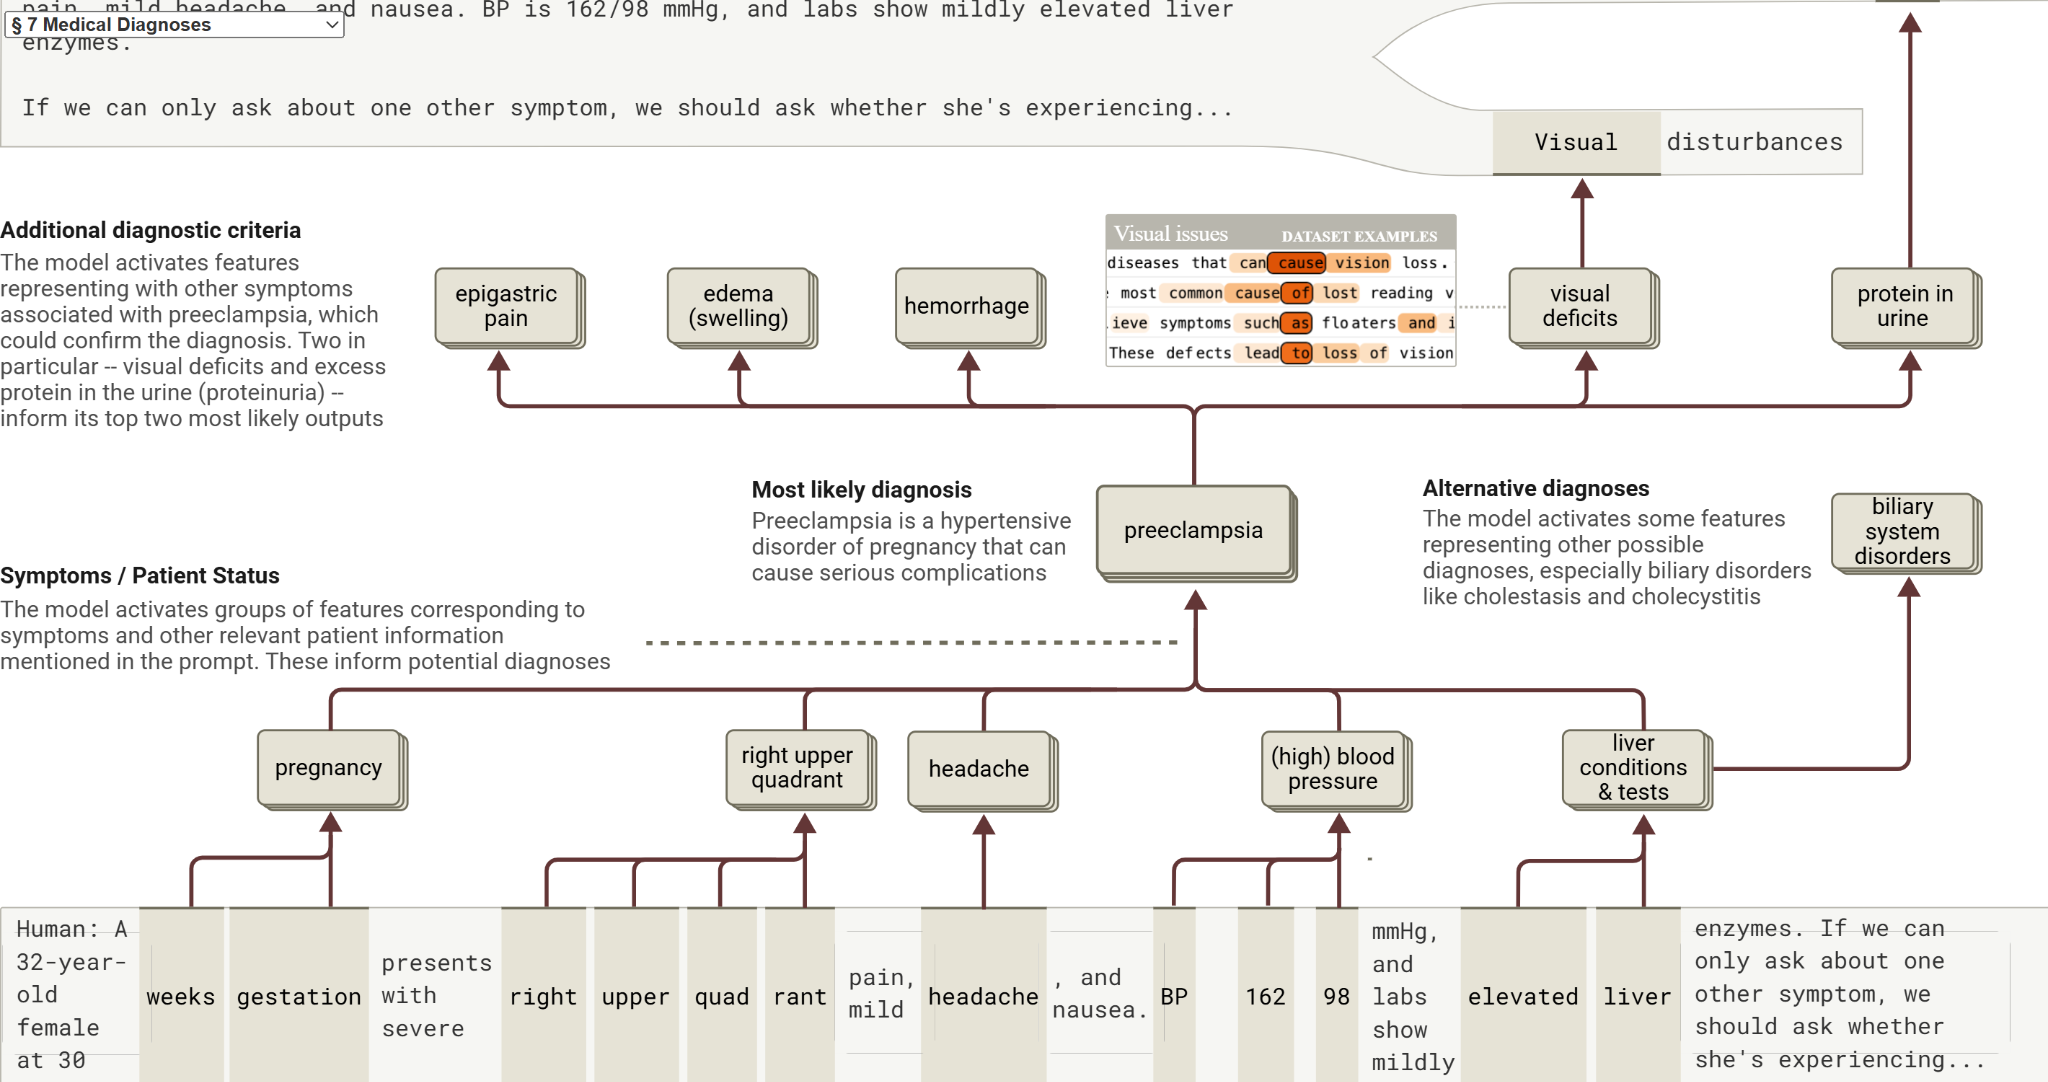 pain, mild headache, and nausea. BP is 162/98 mmHg, and labs show mildly elevated liver
§ 7 Medical Diagnoses
enzymes.
If we can only ask about one other symptom, we should ask whether she's experiencing...
Visual disturbances
Additional diagnostic criteria
The model activates features
representing with other symptoms
associated with preeclampsia, which
could confirm the diagnosis. Two in
particular -- visual deficits and excess
protein in the urine (proteinuria) --
inform its top two most likely outputs
epigastric
pain
edema
(swelling)
hemorrhage
Visual issues DATASET EXAMPLES
diseases that can cause vision loss.
most common cause of lost reading v
ieve symptoms such as floaters and i
These defects lead to loss of vision
visual
deficits
protein in
urine
Most likely diagnosis
Preeclampsia is a hypertensive
disorder of pregnancy that can
cause serious complications
preeclampsia
Alternative diagnoses
The model activates some features
representing other possible
diagnoses, especially biliary disorders
like cholestasis and cholecystitis
biliary
system
disorders
Symptoms / Patient Status
The model activates groups of features corresponding to
symptoms and other relevant patient information
mentioned in the prompt. These inform potential diagnoses
pregnancy
right upper
quadrant
headache
(high) blood
pressure
liver
conditions
& tests
Human: A
32-year-
old
female
at 30
weeks
gestation
presents
with
severe
right
upper
quad
rant
pain,
mild
headache
, and
nausea.
BP
162
98
mmHg,
and
labs
show
mildly
elevated
liver
enzymes. If we can
only ask about one
other symptom, we
should ask whether
she's experiencing...